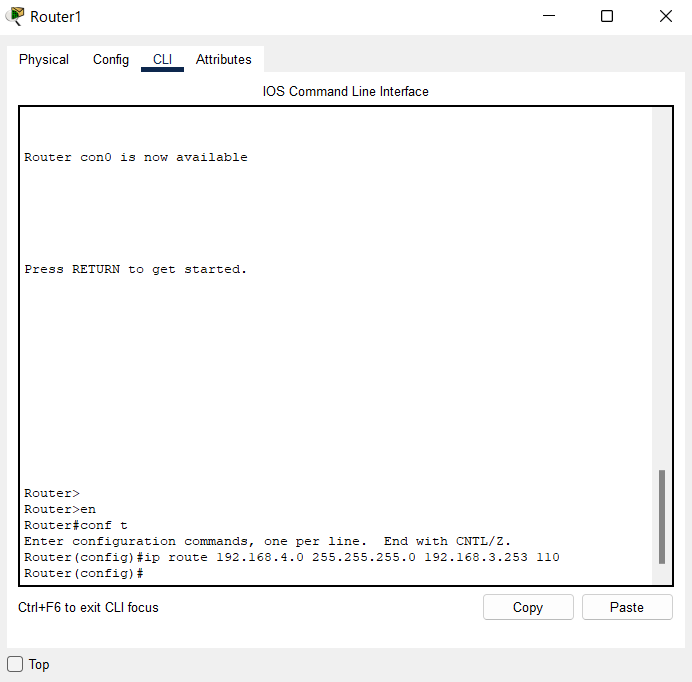 Router1
Physical Config CLI Attributes
IOS Command Line Interface
Router con0 is now available
Press RETURN to get started.
Router>
Router>en
Router#conf t
Enter configuration commands, one per line.  End with CNTL/Z.
Router(config)#ip route 192.168.4.0 255.255.255.0 192.168.3.253 110
Router(config)#
Ctrl+F6 to exit CLI focus
Copy
Paste
Top